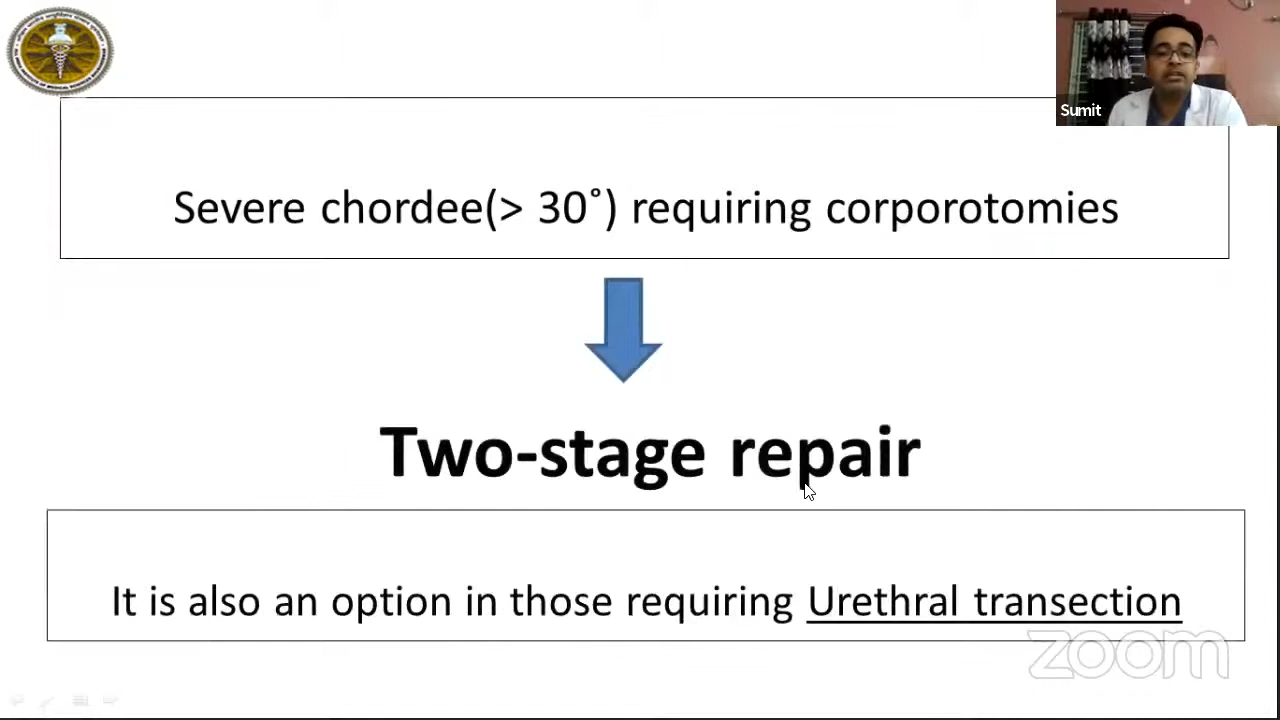 Sumit
Severe chordee(> 30˚) requiring corporotomies
Two-stage repair
It is also an option in those requiring Urethral transection
zoom